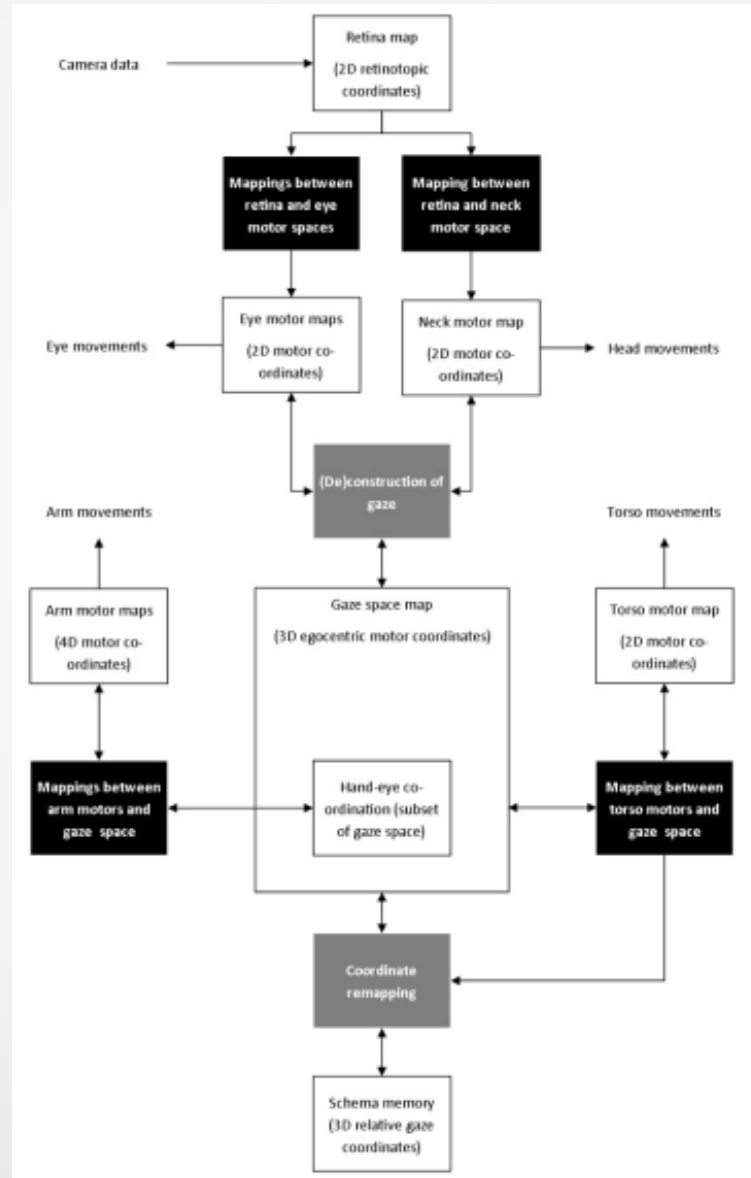 Retina map
(2D retinotopic
coordinates)
Camera data
Mappings between
retina and eye
motor spaces
Mapping between
retina and neck
motor space
Eye motor maps
(2D motor co-
ordinates)
Neck motor map
(2D motor co-
ordinates)
Eye movements
Head movements
(De)construction of
gaze
Arm movements
Torso movements
Arm motor maps
(4D motor co-
ordinates)
Gaze space map
(3D egocentric motor coordinates)
Torso motor map
(2D motor co-
ordinates)
Mappings between
arm motors and
gaze space
Hand-eye co-
ordination (subset
of gaze space)
Mapping between
torso motors and
gaze space
Coordinate
remapping
Schema memory
(3D relative gaze
coordinates)